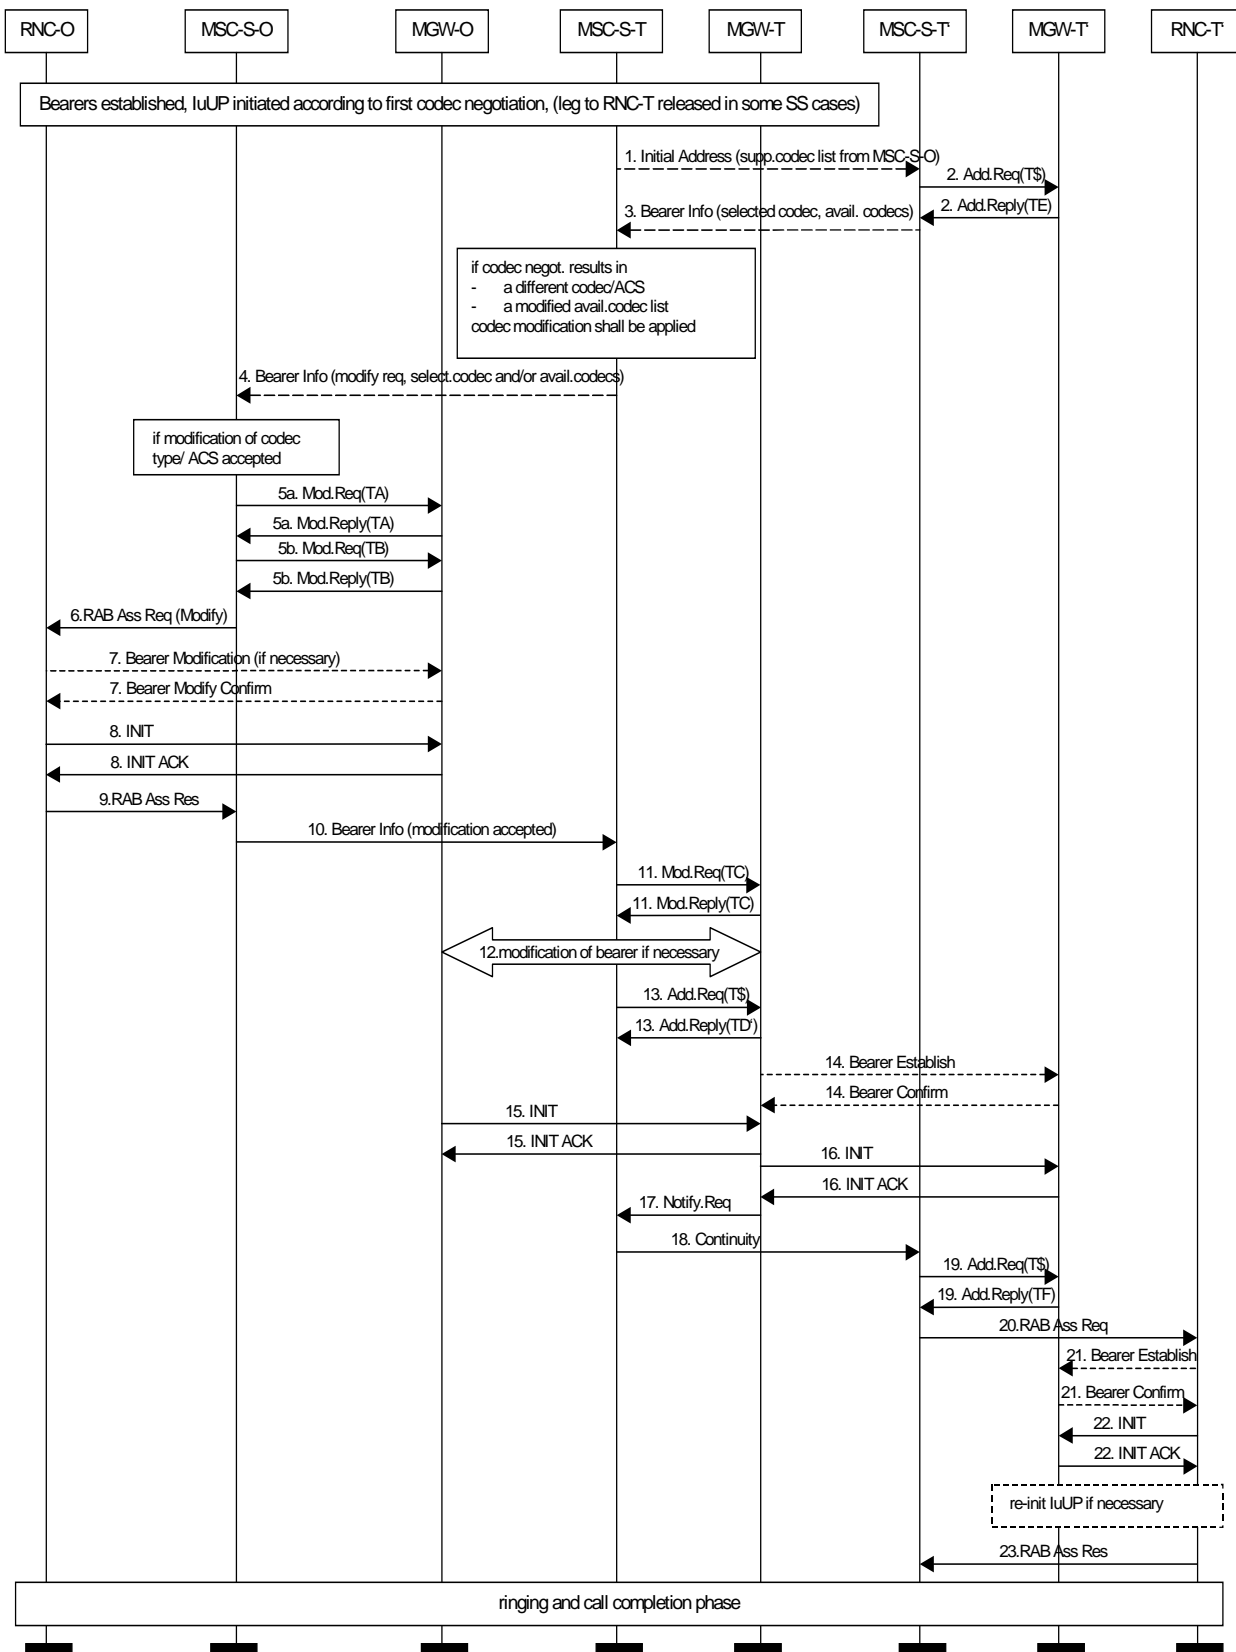 RNC-O MSC-S-O MGW-O MSC-S-T MGW-T MSC-S-T' MGW-T' RNC-T'
Bearers established, IuUP initiated according to first codec negotiation, (leg to RNC-T released in some SS cases)
1. Initial Address (supp.codec list from MSC-S-O)
2. Add.Req(T$)
2. Add.Reply(TE)
3. Bearer Info (selected codec, avail. codecs)
if codec negot. results in
- a different codec/ACS
- a modified avail.codec list
codec modification shall be applied
4. Bearer Info (modify req, select.codec and/or avail.codecs)
if modification of codec
type/ ACS accepted
5a. Mod.Req(TA)
5a. Mod.Reply(TA)
5b. Mod.Req(TB)
5b. Mod.Reply(TB)
6.RAB Ass Req (Modify)
7. Bearer Modification (if necessary)
7. Bearer Modify Confirm
8. INIT
8. INIT ACK
9.RAB Ass Res
10. Bearer Info (modification accepted)
11. Mod.Req(TC)
11. Mod.Reply(TC)
12.modification of bearer if necessary
13. Add.Req(T$)
13. Add.Reply(TD')
14. Bearer Establish
14. Bearer Confirm
15. INIT
15. INIT ACK
16. INIT
16. INIT ACK
17. Notify.Req
18. Continuity
19. Add.Req(T$)
19. Add.Reply(TF)
20.RAB Ass Req
21. Bearer Establish
21. Bearer Confirm
22. INIT
22. INIT ACK
re-init IuUP if necessary
23.RAB Ass Res
ringing and call completion phase